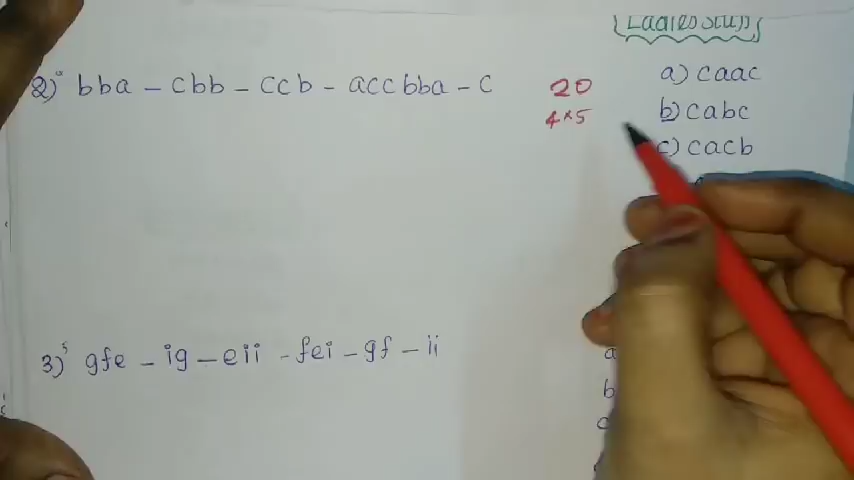 2) bba - cbb - ccb - accbba - c
20
4×5
a) caac
b) cabc
c) cacb
3) gfe - ig - eii - fei - gf - ii
a
b
c